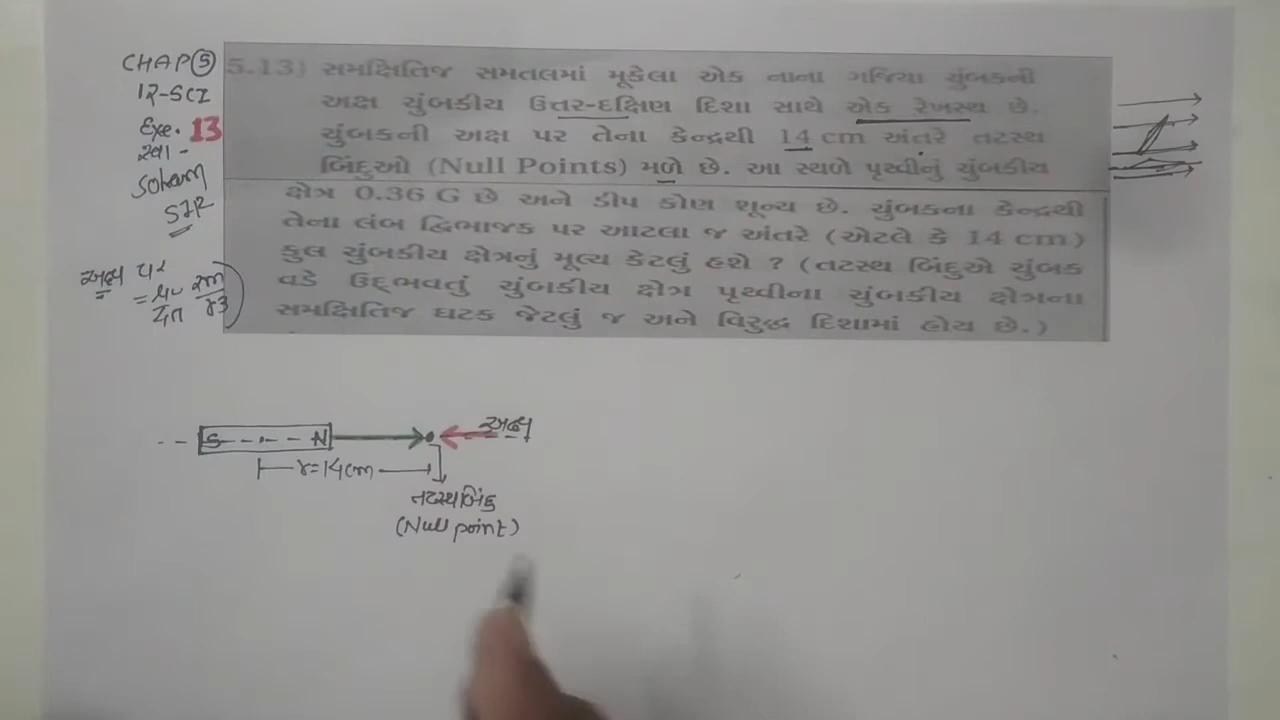 CHAP 5
12-SCI
Exe. 13
Soham
SIR
5.13) સમક્ષિતિજ સમતલમાં મૂકેલા એક નાના ગજિયા ચુંબકની
અક્ષ ચુંબકીય ઉત્તર-દક્ષિણ દિશા સાથે એક રેખસ્થ છે.
ચુંબકની અક્ષ પર તેના કેન્દ્રથી 14 cm અંતરે તટસ્થ
બિંદુઓ (Null Points) મળે છે. આ સ્થળે પૃથ્વીનું ચુંબકીય
ક્ષેત્ર 0.36 G છે અને ડીપ કોણ શૂન્ય છે. ચુંબકના કેન્દ્રથી
તેના લંબ દ્વિભાજક પર આટલા જ અંતરે (એટલે કે 14 cm)
કુલ ચુંબકીય ક્ષેત્રનું મૂલ્ય કેટલું હશે ? (તટસ્થ બિંદુએ ચુંબક
વડે ઉદ્ભવતું ચુંબકીય ક્ષેત્ર પૃથ્વીના ચુંબકીય ક્ષેત્રના
સમક્ષિતિજ ઘટક જેટલું જ અને વિરુદ્ધ દિશામાં હોય છે.)
અક્ષ પર
S N
અક્ષ
r=14cm
તટસ્થબિંદુ
(Null point)